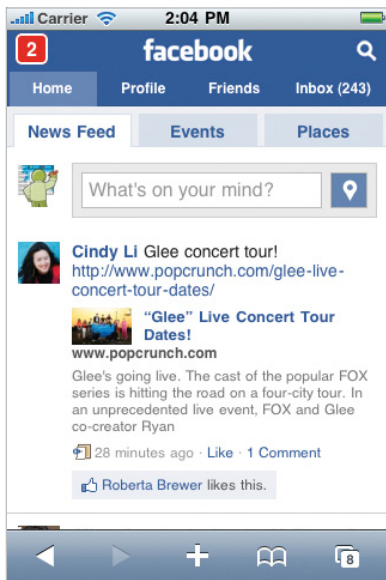 Carrier 2:04 PM
2 facebook
Home Profile Friends Inbox (243)
News Feed Events Places
What's on your mind?
Cindy Li Glee concert tour!
http://www.popcrunch.com/glee-live-
concert-tour-dates/
“Glee” Live Concert Tour
Dates!
www.popcrunch.com
Glee's going live. The cast of the popular FOX
series is hitting the road on a four-city tour. In
an unprecedented live event, FOX and Glee
co-creator Ryan
28 minutes ago · Like · 1 Comment
Roberta Brewer likes this.
8